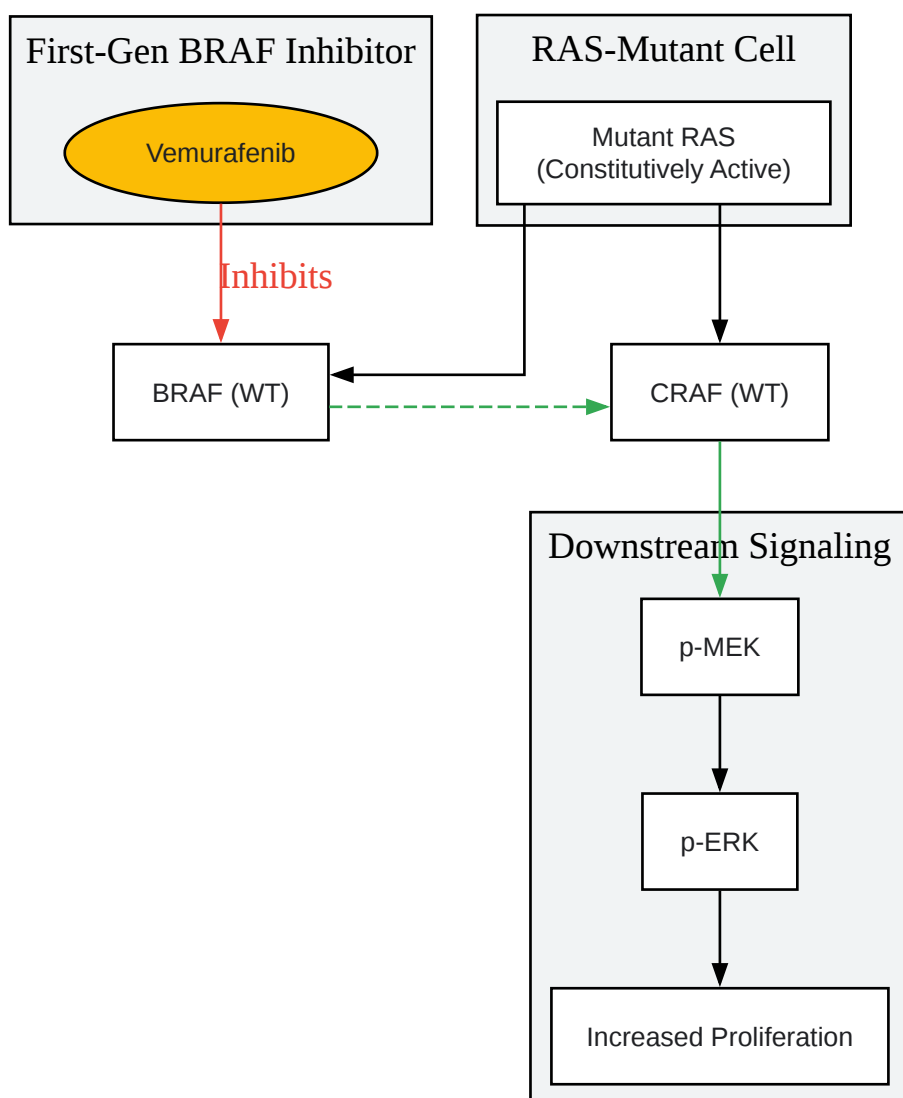 First-Gen BRAF Inhibitor
Vemurafenib
RAS-Mutant Cell
Mutant RAS
(Constitutively Active)
Inhibits
BRAF (WT)
CRAF (WT)
Downstream Signaling
p-MEK
p-ERK
Increased Proliferation